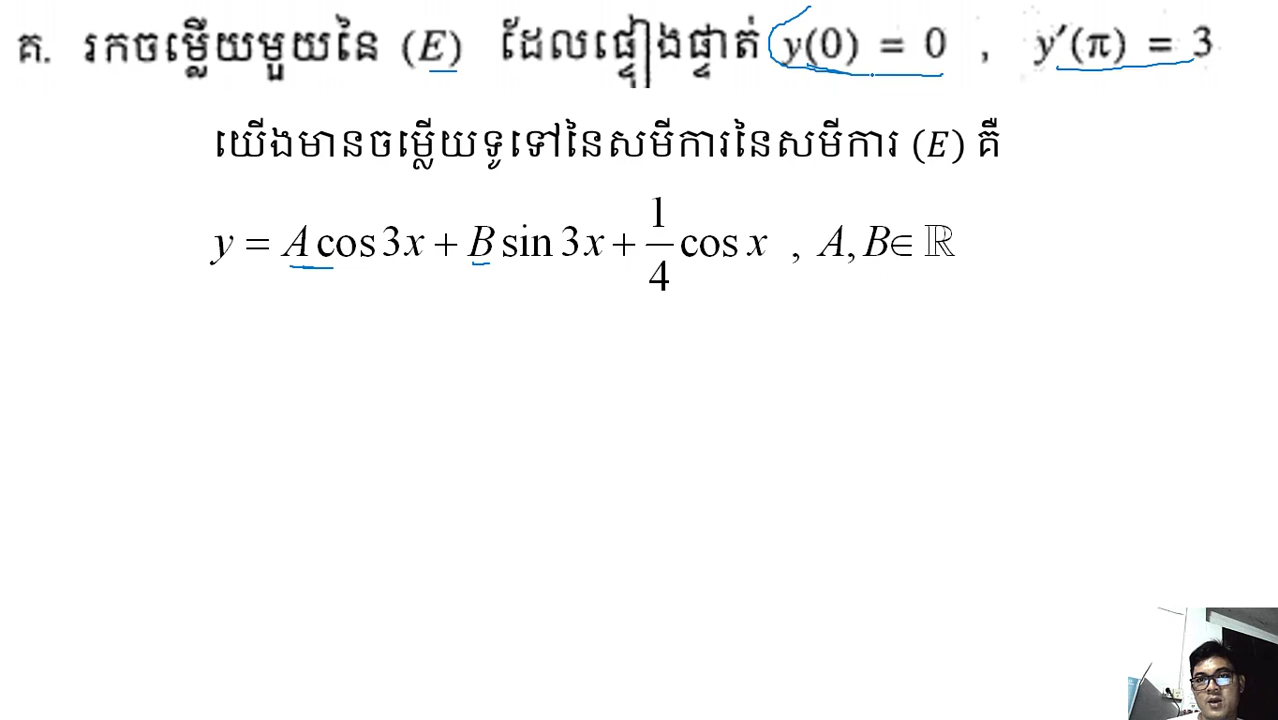 គ. រកចម្លើយមួយនៃ (E) ដែលផ្ទៀងផ្ទាត់ y(0) = 0 , y′(π) = 3
យើងមានចម្លើយទូទៅនៃសមីការនៃសមីការ (E) គឺ
y = A cos 3x + B sin 3x + 1/4 cos x , A, B ∈ ℝ